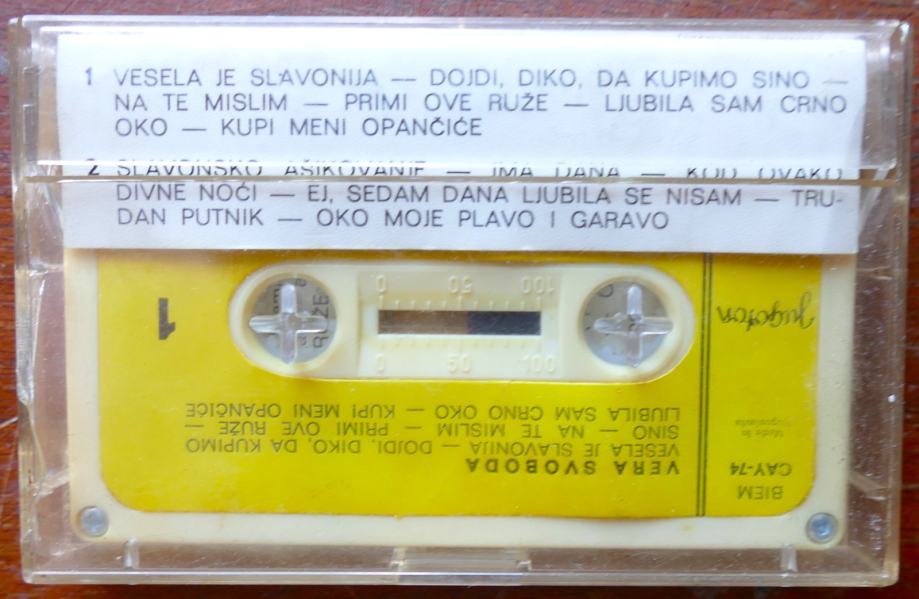 1 VESELA JE SLAVONIJA — DOJDI, DIKO, DA KUPIMO SINO —
NA TE MISLIM — PRIMI OVE RUŽE — LJUBILA SAM CRNO
OKO — KUPI MENI OPANČIĆE
2 SLAVONSKO AŠIKOVANJE — IMA DANA — KOD OVAKO
DIVNE NOĆI — EJ, SEDAM DANA LJUBILA SE NISAM — TRU-
DAN PUTNIK — OKO MOJE PLAVO I GARAVO
1
0 50 100
RUŽE
0 50 100
Jugoton
BIEM
CAY-74
Made in
Yugoslavia
VERA SVOBODA
VESELA JE SLAVONIJA — DOJDI, DIKO, DA KUPIMO
SINO — NA TE MISLIM — PRIMI OVE RUŽE —
LJUBILA SAM CRNO OKO — KUPI MENI OPANČIĆE